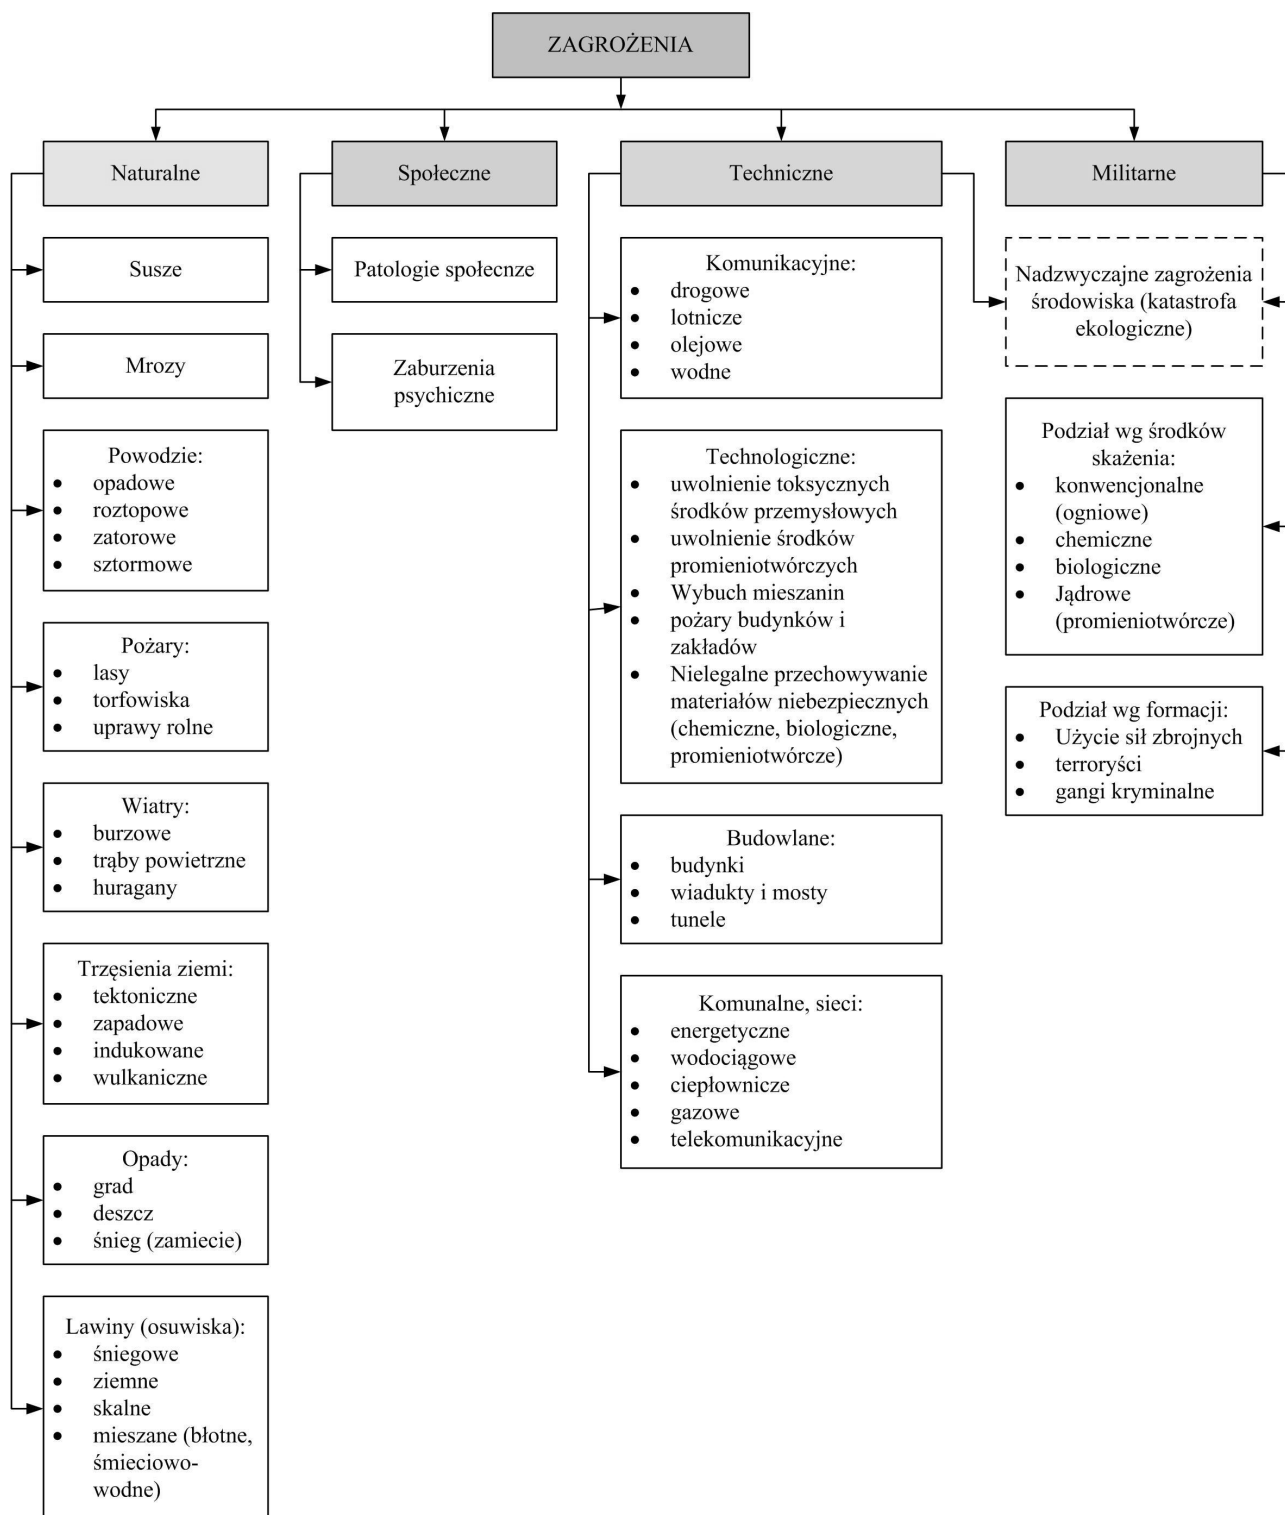 ZAGROŻENIA
Naturalne
Społeczne
Techniczne
Militarne
Susze
Mrozy
Powodzie:
• opadowe
• roztopowe
• zatorowe
• sztormowe
Pożary:
• lasy
• torfowiska
• uprawy rolne
Wiatry:
• burzowe
• trąby powietrzne
• huragany
Trzęsienia ziemi:
• tektoniczne
• zapadowe
• indukowane
• wulkaniczne
Opady:
• grad
• deszcz
• śnieg (zamiecie)
Lawiny (osuwiska):
• śniegowe
• ziemne
• skalne
• mieszane (błotne,
śmieciowo-
wodne)
Patologie społecnze
Zaburzenia
psychiczne
Komunikacyjne:
• drogowe
• lotnicze
• olejowe
• wodne
Technologiczne:
• uwolnienie toksycznych
środków przemysłowych
• uwolnienie środków
promieniotwórczych
• Wybuch mieszanin
• pożary budynków i
zakładów
• Nielegalne przechowywanie
materiałów niebezpiecznych
(chemiczne, biologiczne,
promieniotwórcze)
Budowlane:
• budynki
• wiadukty i mosty
• tunele
Komunalne, sieci:
• energetyczne
• wodociągowe
• ciepłownicze
• gazowe
• telekomunikacyjne
Nadzwyczajne zagrożenia
środowiska (katastrofa
ekologiczne)
Podział wg środków
skażenia:
• konwencjonalne
(ogniowe)
• chemiczne
• biologiczne
• Jądrowe
(promieniotwórcze)
Podział wg formacji:
• Użycie sił zbrojnych
• terroryści
• gangi kryminalne